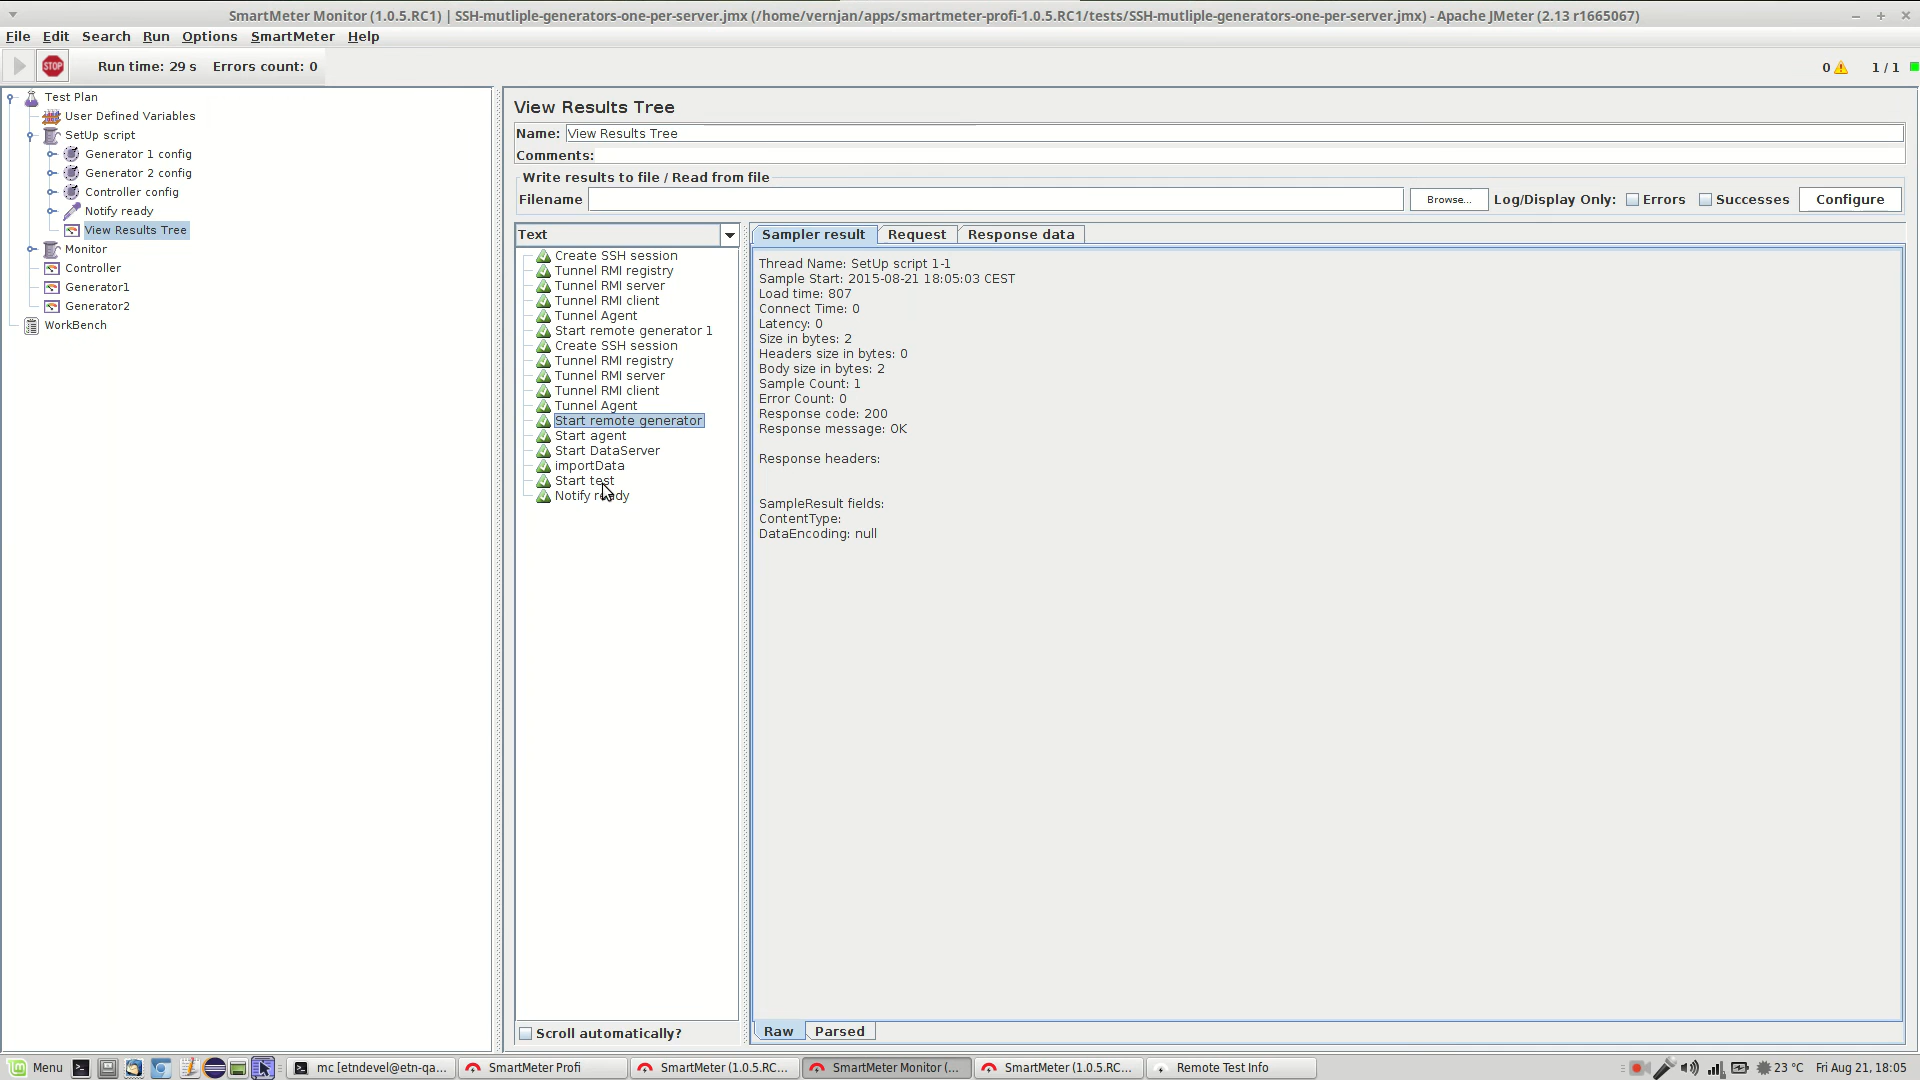 SmartMeter Monitor (1.0.5.RC1) | SSH-mutliple-generators-one-per-server.jmx (/home/vernjan/apps/smartmeter-profi-1.0.5.RC1/tests/SSH-mutliple-generators-one-per-server.jmx) - Apache JMeter (2.13 r1665067)
File Edit Search Run Options SmartMeter Help
STOP Run time: 29 s Errors count: 0 0 1 / 1
Test Plan
User Defined Variables
SetUp script
Generator 1 config
Generator 2 config
Controller config
Notify ready
View Results Tree
Monitor
Controller
Generator1
Generator2
WorkBench
View Results Tree
Name: View Results Tree
Comments:
Write results to file / Read from file
Filename Browse... Log/Display Only: Errors Successes Configure
Text
Create SSH session
Tunnel RMI registry
Tunnel RMI server
Tunnel RMI client
Tunnel Agent
Start remote generator 1
Create SSH session
Tunnel RMI registry
Tunnel RMI server
Tunnel RMI client
Tunnel Agent
Start remote generator
Start agent
Start DataServer
importData
Start test
Notify ready
Scroll automatically?
Sampler result Request Response data
Thread Name: SetUp script 1-1
Sample Start: 2015-08-21 18:05:03 CEST
Load time: 807
Connect Time: 0
Latency: 0
Size in bytes: 2
Headers size in bytes: 0
Body size in bytes: 2
Sample Count: 1
Error Count: 0
Response code: 200
Response message: OK
Response headers:
SampleResult fields:
ContentType:
DataEncoding: null
Raw Parsed
Menu mc [etndevel@etn-qa... SmartMeter Profi SmartMeter (1.0.5.RC... SmartMeter Monitor (... SmartMeter (1.0.5.RC... Remote Test Info 23 °C Fri Aug 21, 18:05